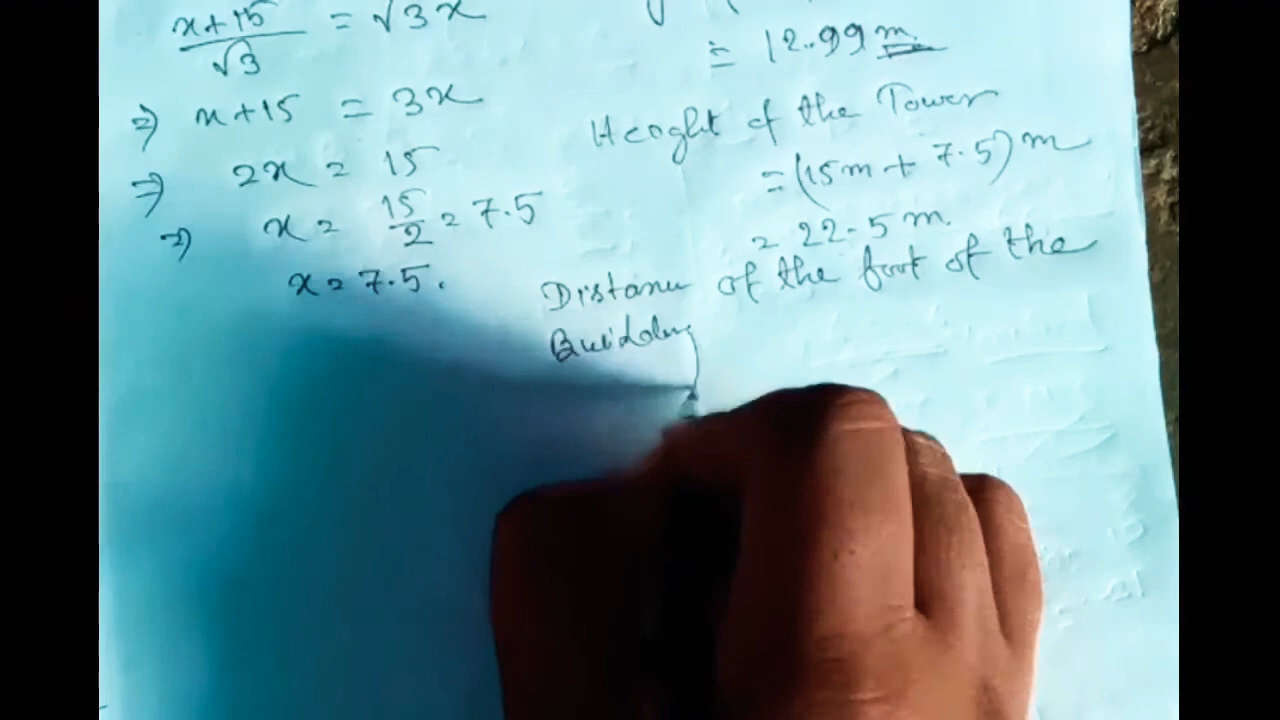 x+15/√3 = √3x
⇒ x+15 = 3x
⇒ 2x = 15
⇒ x = 15/2 = 7.5
x = 7.5.
= 12.99 m
Heoght of the Tower
= (15m + 7.5) m
= 22.5 m.
Distance of the foot of the
Building